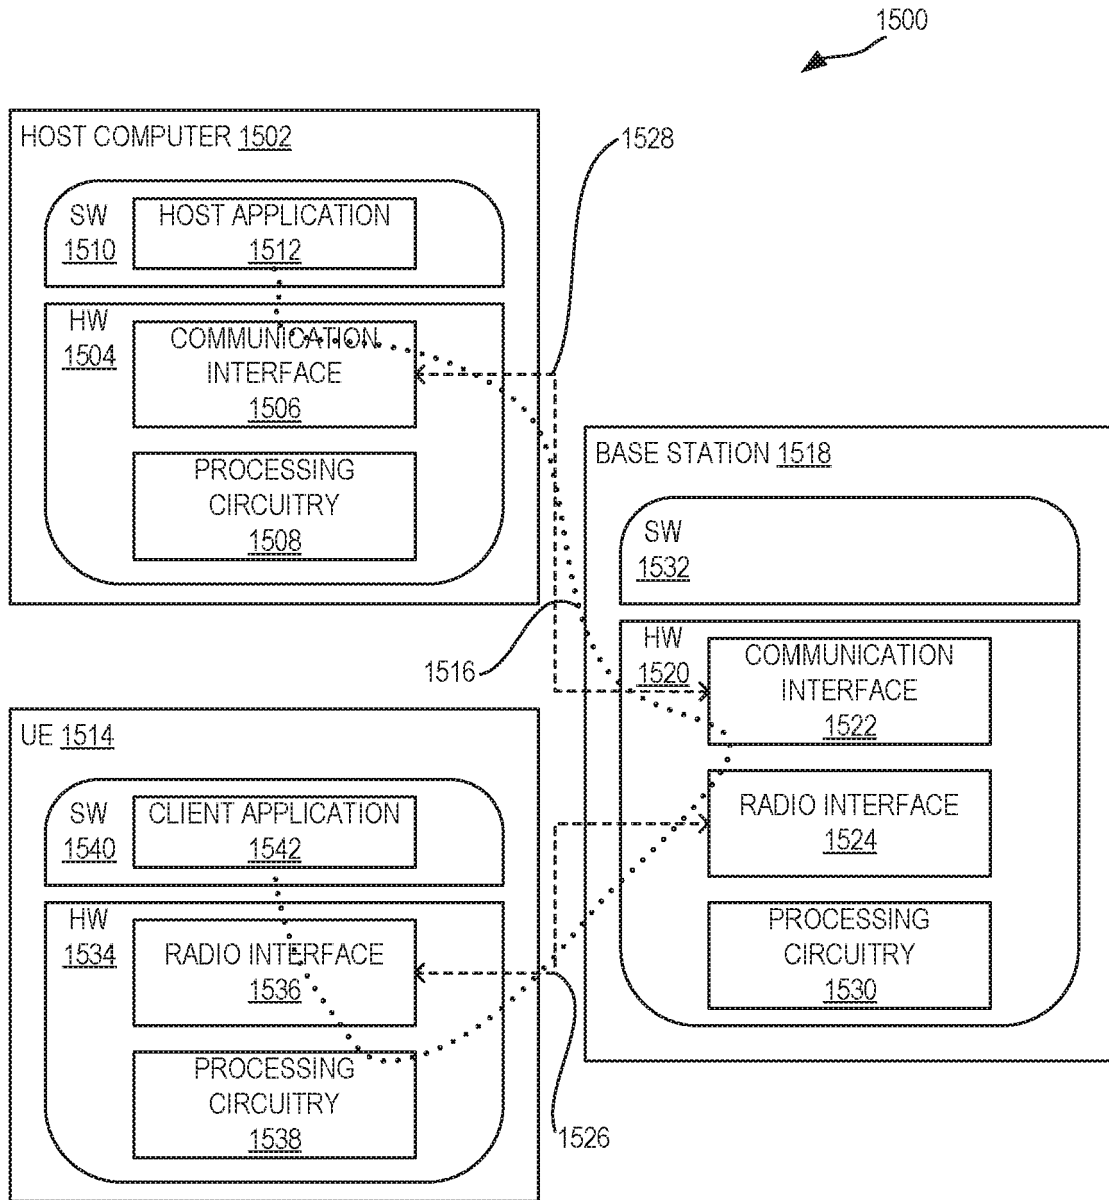 1500
HOST COMPUTER 1502
1528
SW
1510
HOST APPLICATION
1512
HW
1504
COMMUNICATION
INTERFACE
1506
PROCESSING
CIRCUITRY
1508
BASE STATION 1518
SW
1532
HW
1520
COMMUNICATION
INTERFACE
1522
RADIO INTERFACE
1524
PROCESSING
CIRCUITRY
1530
1516
UE 1514
SW
1540
CLIENT APPLICATION
1542
HW
1534
RADIO INTERFACE
1536
PROCESSING
CIRCUITRY
1538
1526